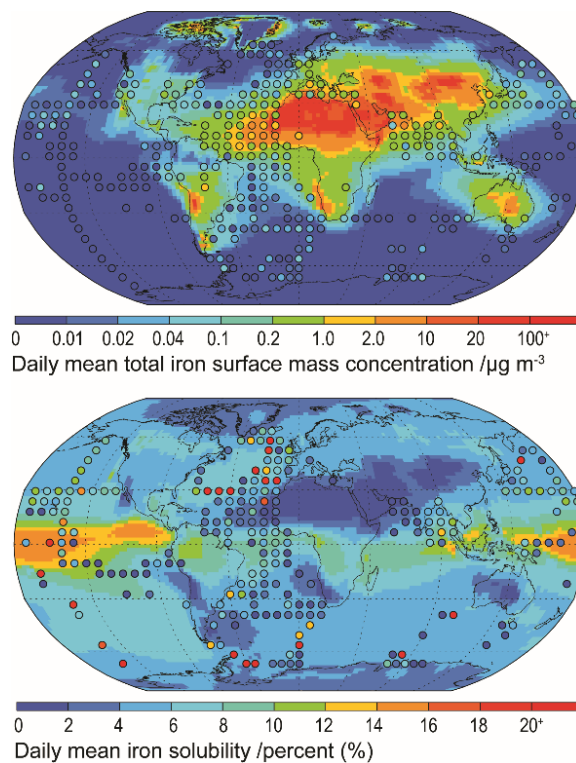 0 0.01 0.02 0.04 0.1 0.2 1.0 2.0 10 20 100⁺
Daily mean total iron surface mass concentration /µg m⁻³
0 2 4 6 8 10 12 14 16 18 20⁺
Daily mean iron solubility /percent (%)